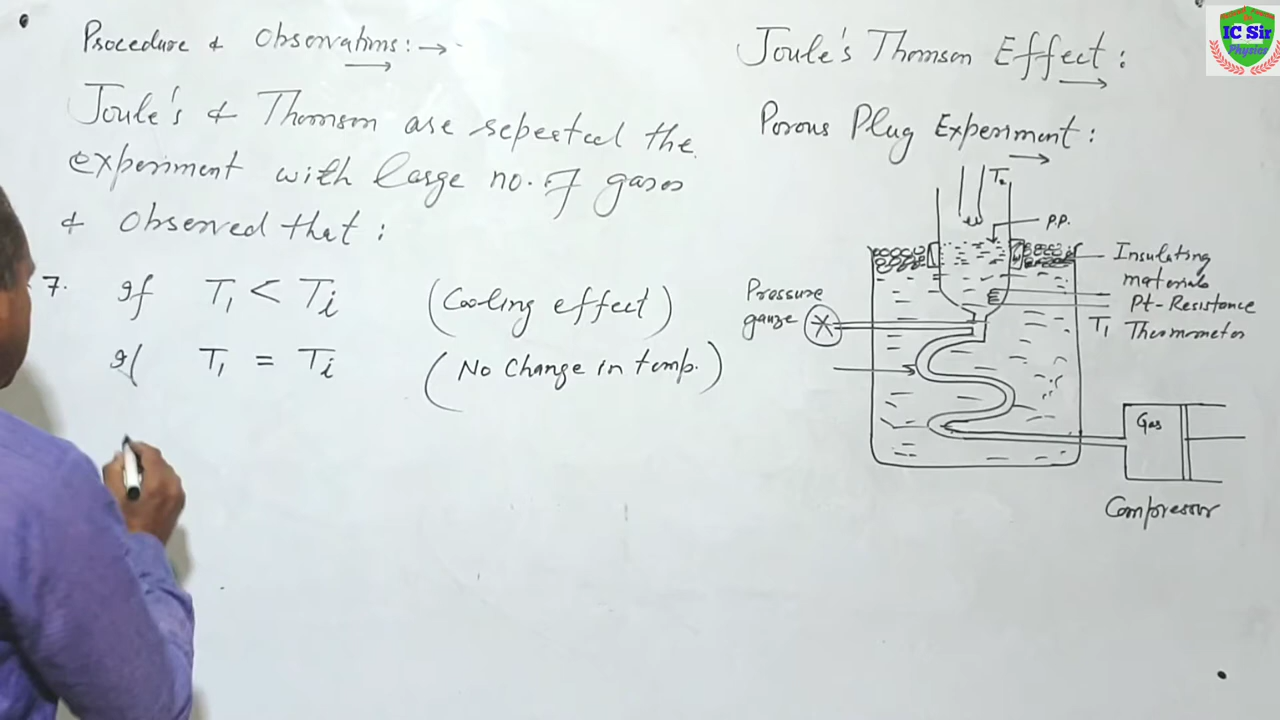 Procedure & Observations : →
Joule's & Thomson are repeated the
experiment with large no. of gases
& observed that :
7. If T₁ < Ti (Cooling effect)
If T₁ = Ti (No Change in temp.)
Joule's Thomson Effect :
Porous Plug Experiment :
T₂
P.P.
Insulating
materials
Pt-Resistance
T₁ Thermometer
Pressure
gauze
Gas
Compressor
IC Sir
Physics